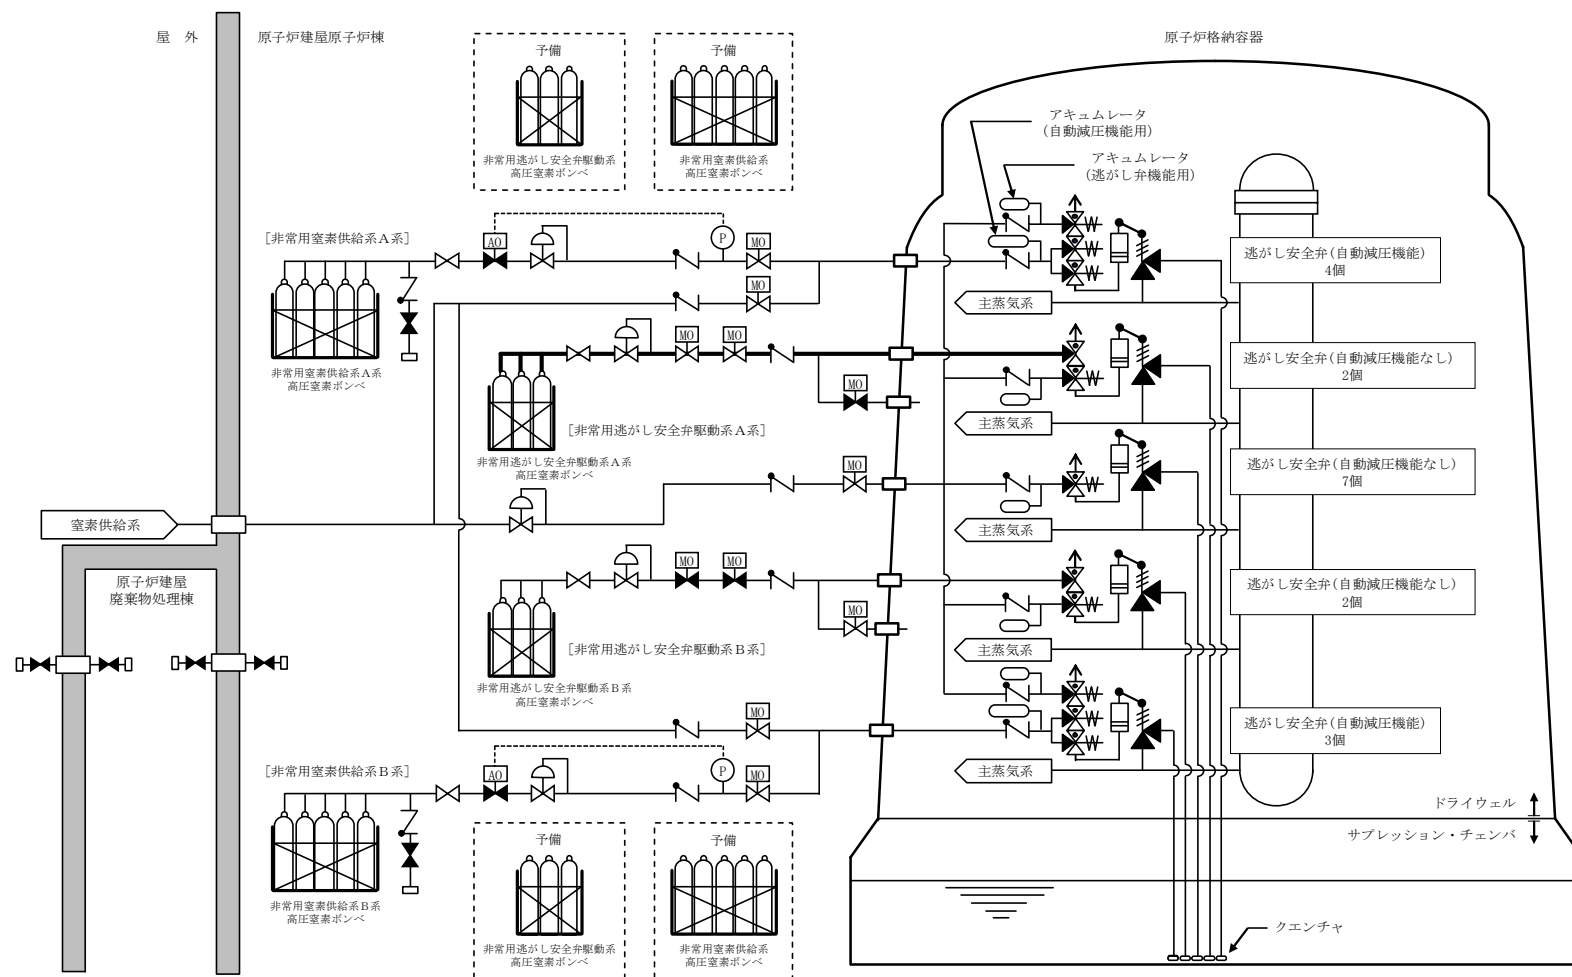 屋 外
原子炉建屋原子炉棟
原子炉格納容器
予備
非常用逃がし安全弁駆動系
高圧窒素ボンベ
予備
非常用窒素供給系
高圧窒素ボンベ
アキュムレータ
(自動減圧機能用)
アキュムレータ
(逃がし弁機能用)
[非常用窒素供給系A系]
AO
P
MO
MO
非常用窒素供給系A系
高圧窒素ボンベ
逃がし安全弁(自動減圧機能)
4個
主蒸気系
MO
MO
MO
[非常用逃がし安全弁駆動系A系]
非常用逃がし安全弁駆動系A系
高圧窒素ボンベ
逃がし安全弁(自動減圧機能なし)
2個
主蒸気系
MO
逃がし安全弁(自動減圧機能なし)
7個
主蒸気系
窒素供給系
原子炉建屋
廃棄物処理棟
MO
MO
MO
[非常用逃がし安全弁駆動系B系]
非常用逃がし安全弁駆動系B系
高圧窒素ボンベ
逃がし安全弁(自動減圧機能なし)
2個
主蒸気系
MO
[非常用窒素供給系B系]
AO
P
MO
非常用窒素供給系B系
高圧窒素ボンベ
逃がし安全弁(自動減圧機能)
3個
主蒸気系
ドライウェル
サプレッション・チェンバ
予備
非常用逃がし安全弁駆動系
高圧窒素ボンベ
予備
非常用窒素供給系
高圧窒素ボンベ
クエンチャ